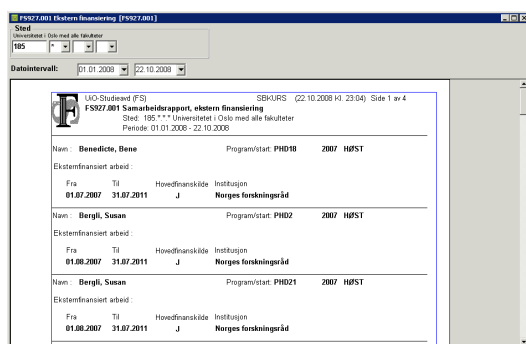 FS927.001 Ekstern finansiering [FS927.001]
Sted
Universitetet i Oslo med alle fakulteter
185 *
Datointervall: 01.01.2008 22.10.2008
UiO-Studieavd (FS) SBKURS (22.10.2008 Kl. 23:04) Side 1 av 4
FS927.001 Samarbeidsrapport, ekstern finansiering
Sted: 185.*.*.* Universitetet i Oslo med alle fakulteter
Periode: 01.01.2008 - 22.10.2008
Navn : Benedicte, Bene Program/start: PHD18 2007 HØST
Eksternfinansiert arbeid :
Fra Til Hovedfinanskilde Institusjon
01.07.2007 31.07.2011 J Norges forskningsråd
Navn : Bergli, Susan Program/start: PHD2 2007 HØST
Eksternfinansiert arbeid :
Fra Til Hovedfinanskilde Institusjon
01.08.2007 31.07.2011 J Norges forskningsråd
Navn : Bergli, Susan Program/start: PHD21 2007 HØST
Eksternfinansiert arbeid :
Fra Til Hovedfinanskilde Institusjon
01.08.2007 31.07.2011 J Norges forskningsråd